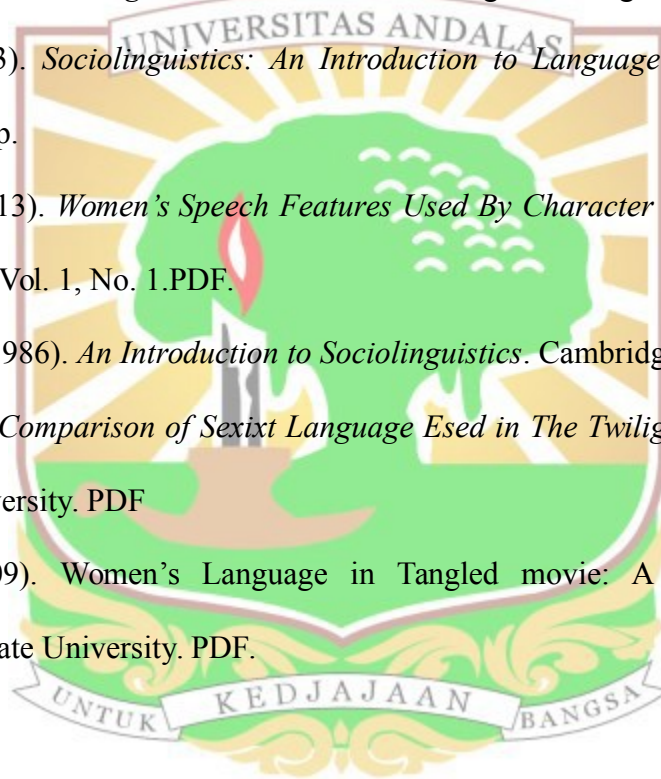 UNIVERSITAS ANDALAS
3). Sociolinguistics: An Introduction to Language
p.
13). Women's Speech Features Used By Character
Vol. 1, No. 1.PDF.
986). An Introduction to Sociolinguistics. Cambridg
Comparison of Sexixt Language Esed in The Twilig
versity. PDF
09). Women's Language in Tangled movie: A
ate University. PDF.
UNTUK KEDJAJAAN BANGSA